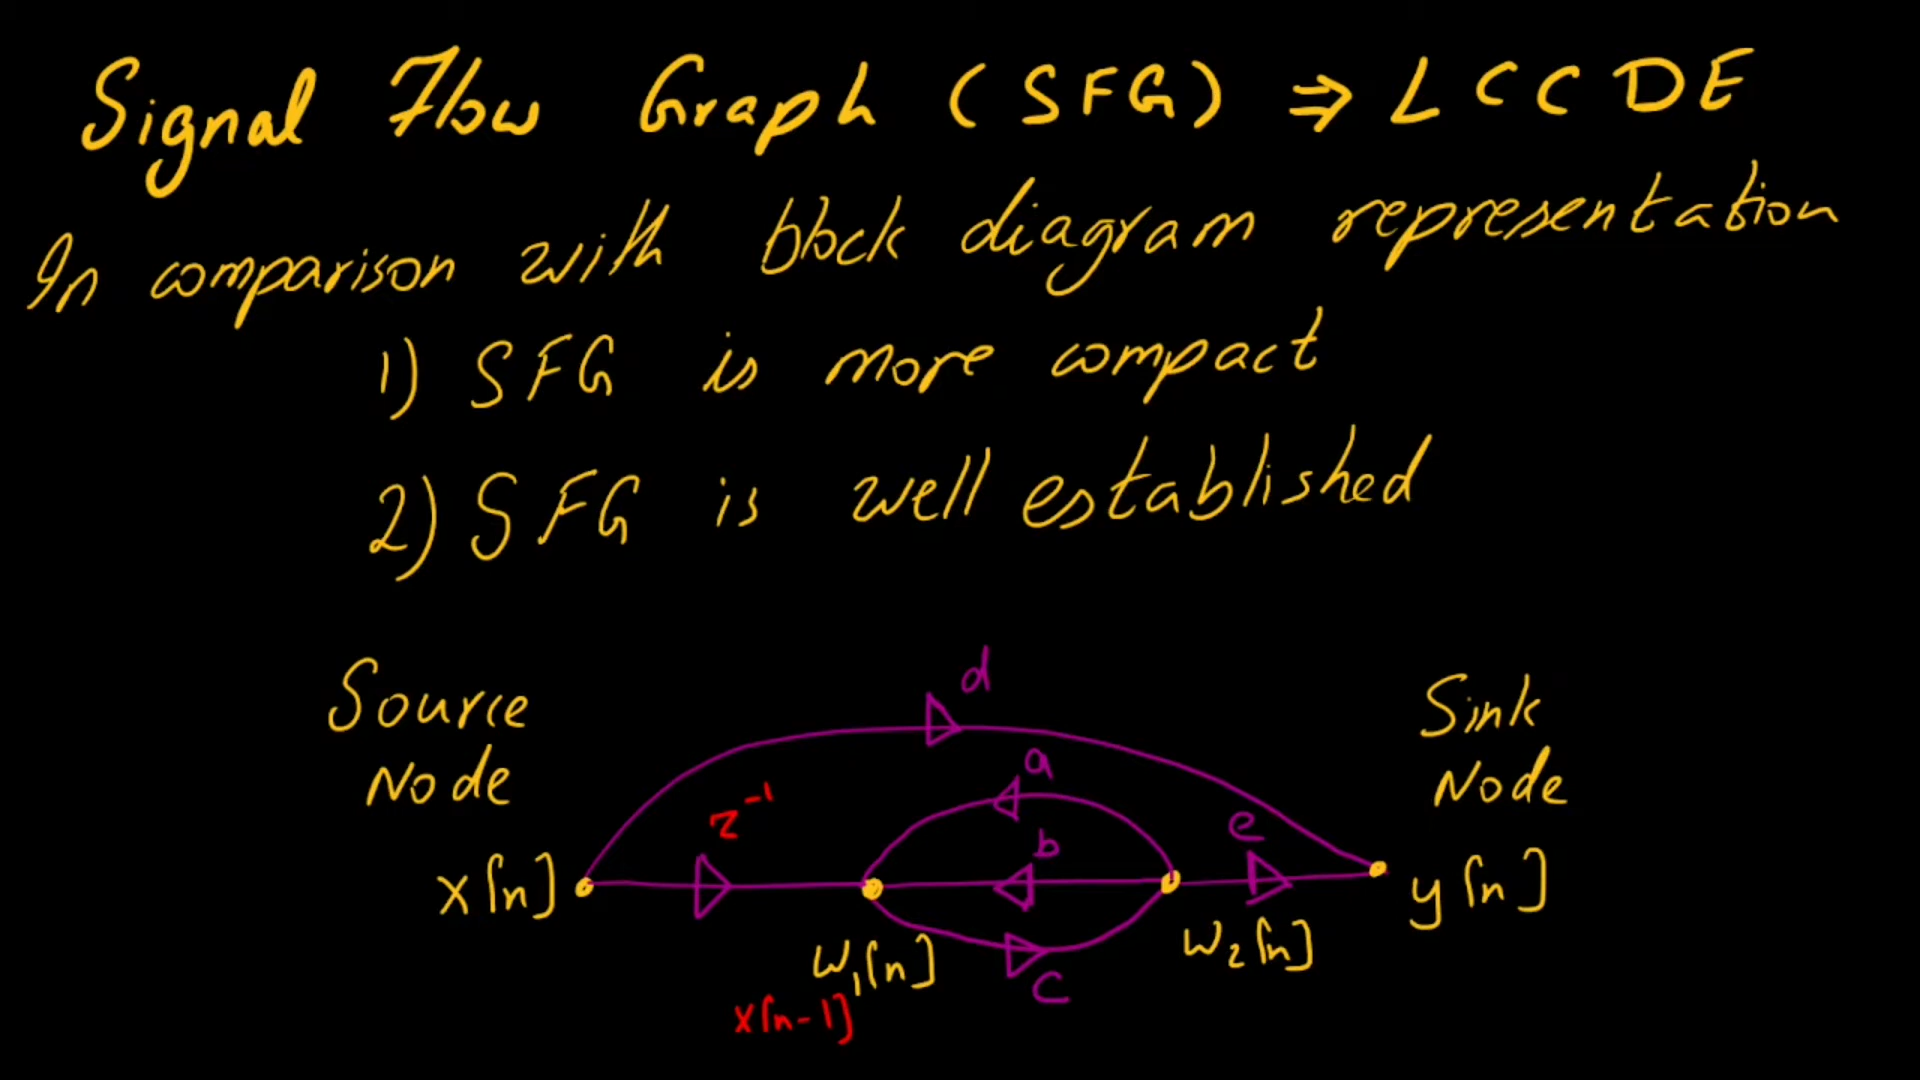 Signal Flow Graph (SFG) ⇒ LCCDE
In comparison with block diagram representation
1) SFG is more compact
2) SFG is well established
Source
Node
Sink
Node
d
a
z⁻¹
b
e
x[n]
y[n]
w₁[n]
w₂[n]
c
x[n-1]